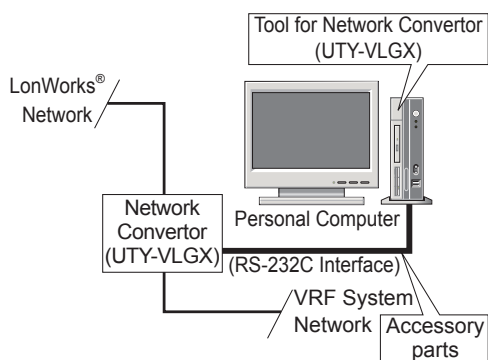 Tool for Network Convertor
(UTY-VLGX)
LonWorks®
Network
Network
Convertor
(UTY-VLGX)
Personal Computer
(RS-232C Interface)
VRF System
Network
Accessory
parts